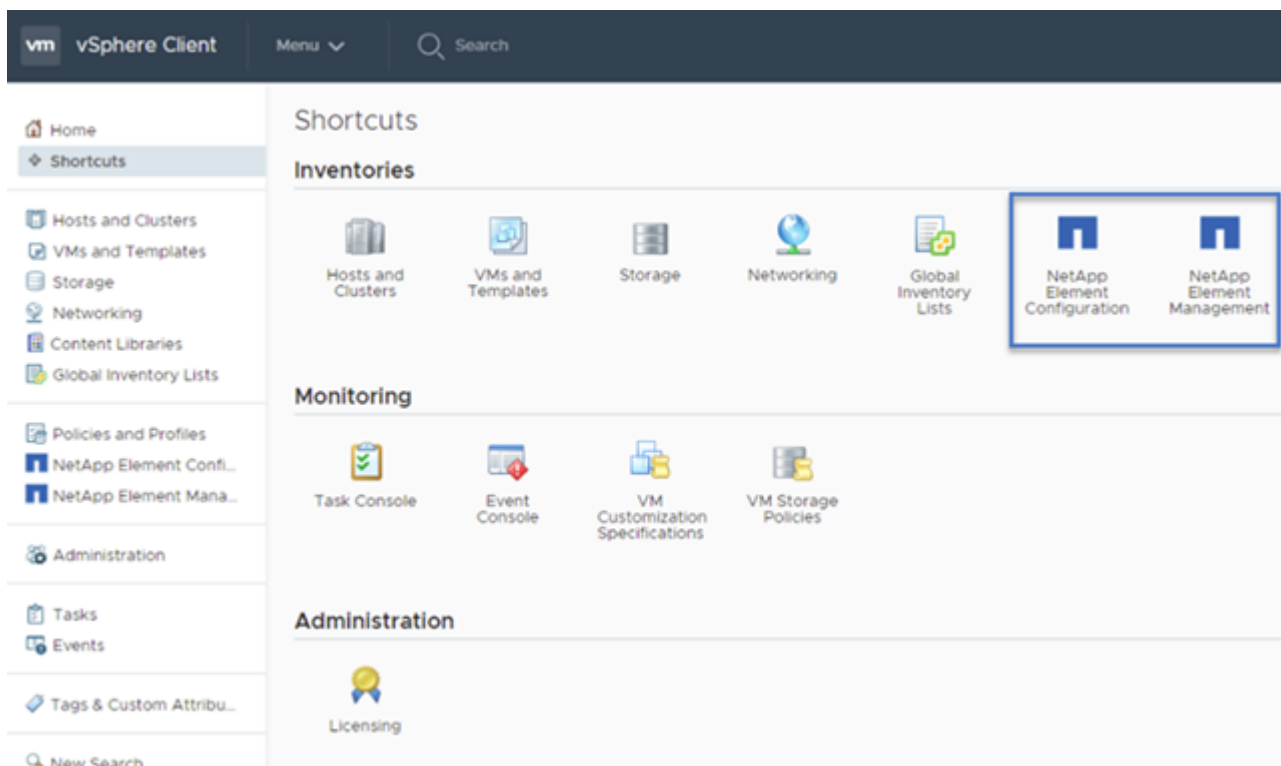 vm vSphere Client Menu Search
Home
Shortcuts
Hosts and Clusters
VMs and Templates
Storage
Networking
Content Libraries
Global Inventory Lists
Policies and Profiles
NetApp Element Confi...
NetApp Element Mana...
Administration
Tasks
Events
Tags & Custom Attribu...
New Search
Shortcuts
Inventories
Hosts and
Clusters
VMs and
Templates
Storage
Networking
Global
Inventory
Lists
NetApp
Element
Configuration
NetApp
Element
Management
Monitoring
Task Console
Event
Console
VM
Customization
Specifications
VM Storage
Policies
Administration
Licensing